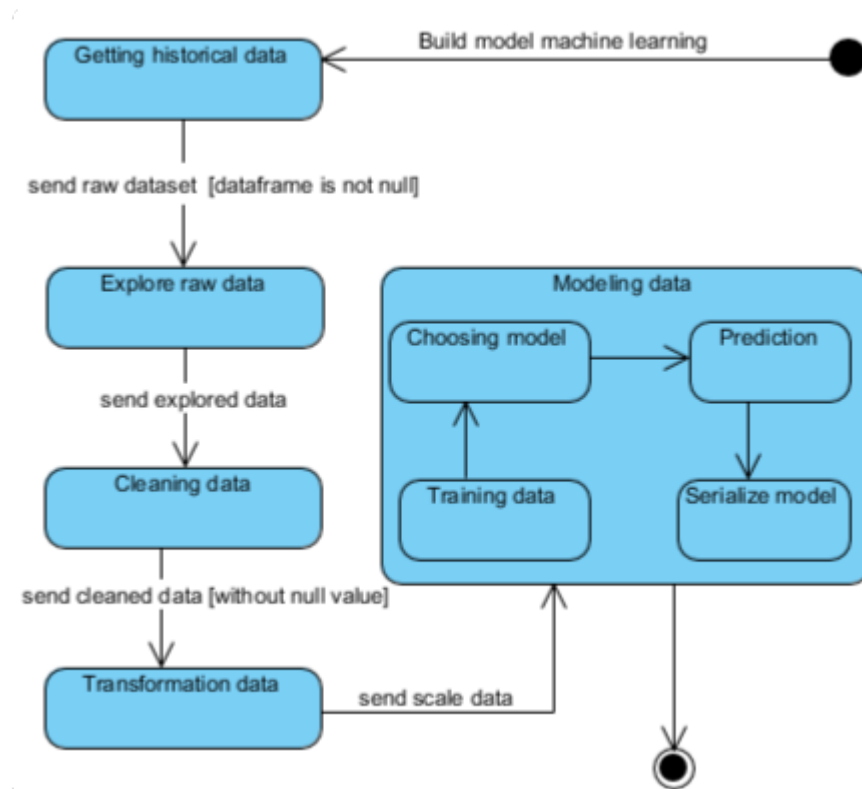 Build model machine learning
Getting historical data
send raw dataset [dataframe is not null]
Explore raw data
send explored data
Cleaning data
send cleaned data [without null value]
Transformation data
send scale data
Modeling data
Choosing model
Prediction
Training data
Serialize model